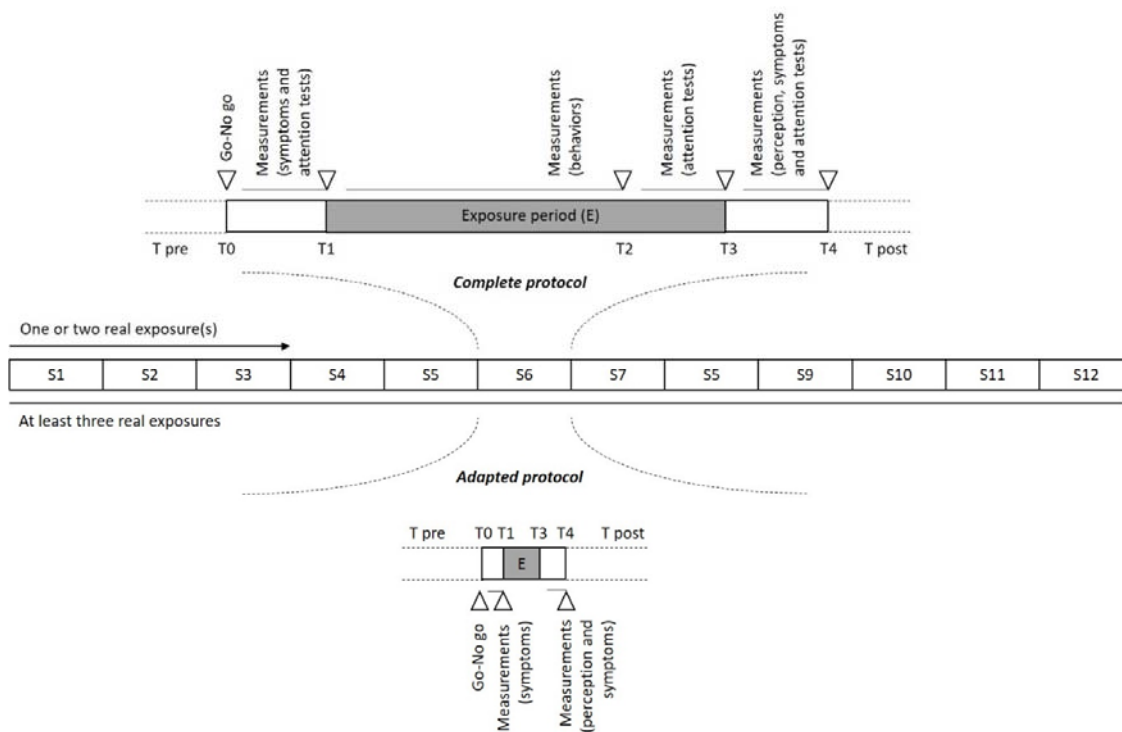 Go-No go
Measurements
(symptoms and
attention tests)
Measurements
(behaviors)
Measurements
(attention tests)
Measurements
(perception, symptoms
and attention tests)
Exposure period (E)
T pre T0 T1 T2 T3 T4 T post
Complete protocol
One or two real exposure(s)
S1 S2 S3 S4 S5 S6 S7 S5 S9 S10 S11 S12
At least three real exposures
Adapted protocol
T pre T0 T1 T3 T4 T post
E
Go-No go
Measurements
(symptoms)
Measurements
(perception and
symptoms)